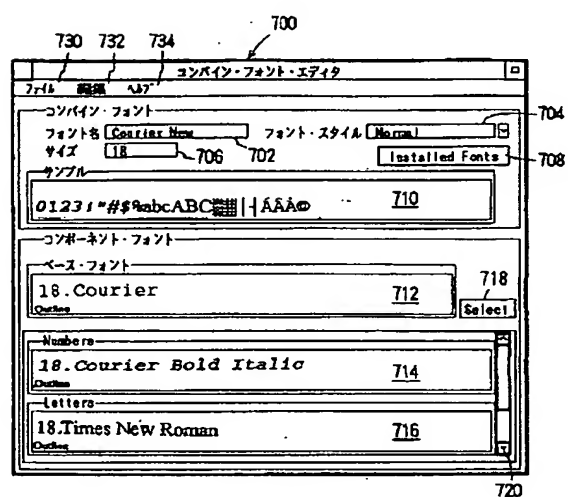 700
730 732 734
コンバイン・フォント・エディタ
ファイル 編集 ヘルプ
コンバイン・フォント
704
フォント名 Courier New フォント・スタイル Normal
サイズ 18 706 702 Installed Fonts 708
サンプル
abcABC ÁÂÀ© 710
コンポーネント・フォント
ベース・フォント
18.Courier 712
Outline
718
Select
Numbers
18.Courier Bold Italic 714
Outline
Letters
18.Times New Roman 716
Outline
720